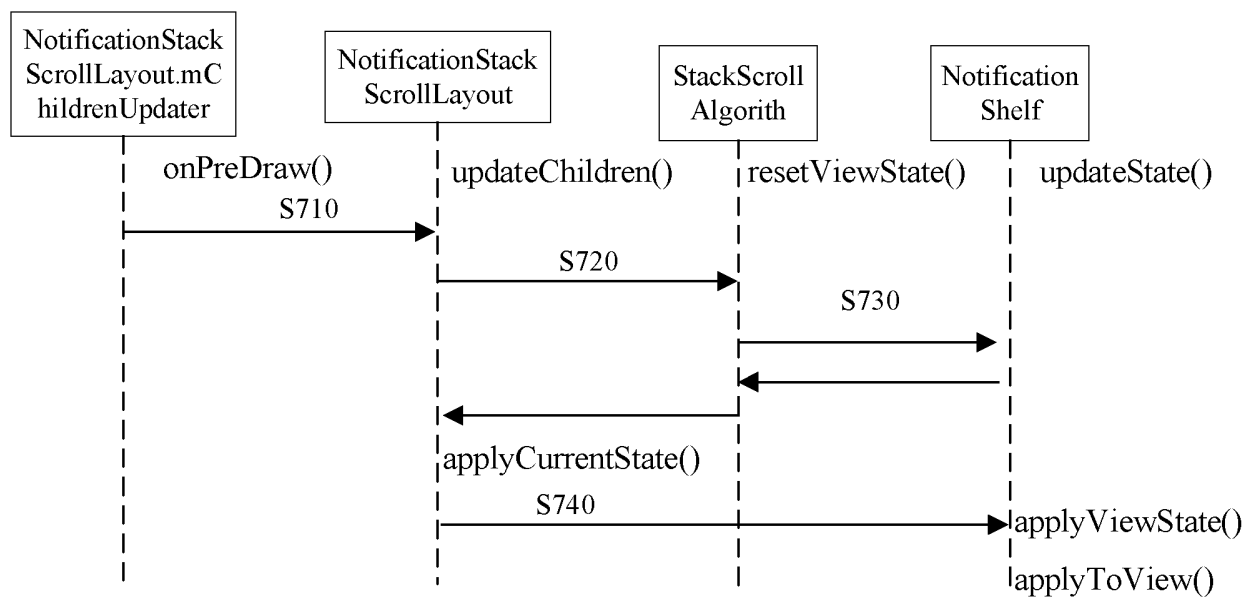 NotificationStack
ScrollLayout.mC
hildrenUpdater
NotificationStack
ScrollLayout
StackScroll
Algorith
Notification
Shelf
onPreDraw()
updateChildren()
resetViewState()
updateState()
S710
S720
S730
applyCurrentState()
S740
applyViewState()
applyToView()